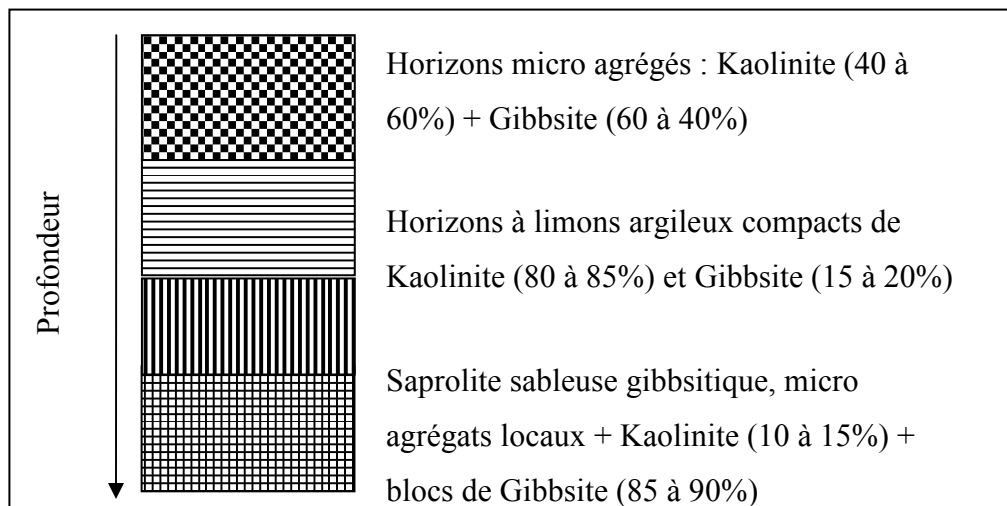 Profondeur
Horizons micro agrégés : Kaolinite (40 à
60%) + Gibbsite (60 à 40%)
Horizons à limons argileux compacts de
Kaolinite (80 à 85%) et Gibbsite (15 à 20%)
Saprolite sableuse gibbsitique, micro
agrégats locaux + Kaolinite (10 à 15%) +
blocs de Gibbsite (85 à 90%)